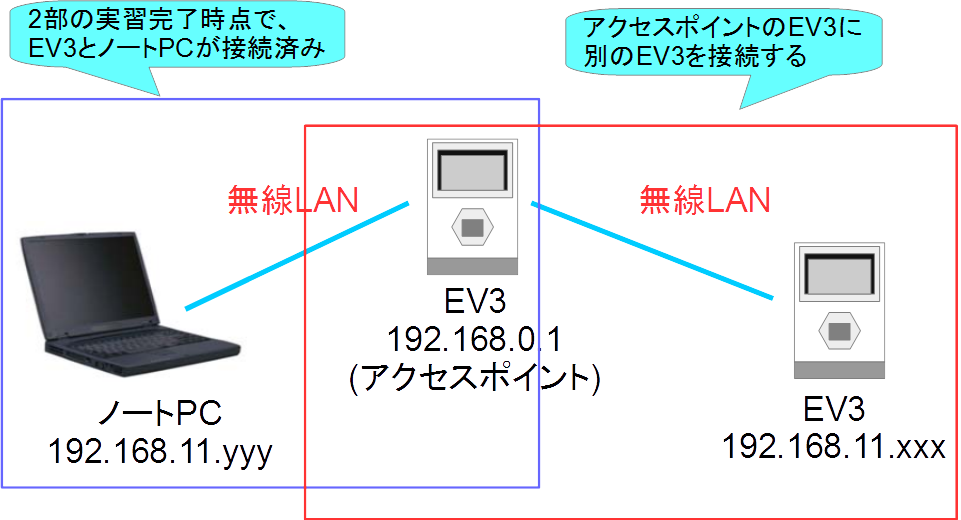 2部の実習完了時点で、
EV3とノートPCが接続済み
アクセスポイントのEV3に
別のEV3を接続する
無線LAN
無線LAN
EV3
192.168.0.1
(アクセスポイント)
ノートPC
192.168.11.yyy
EV3
192.168.11.xxx